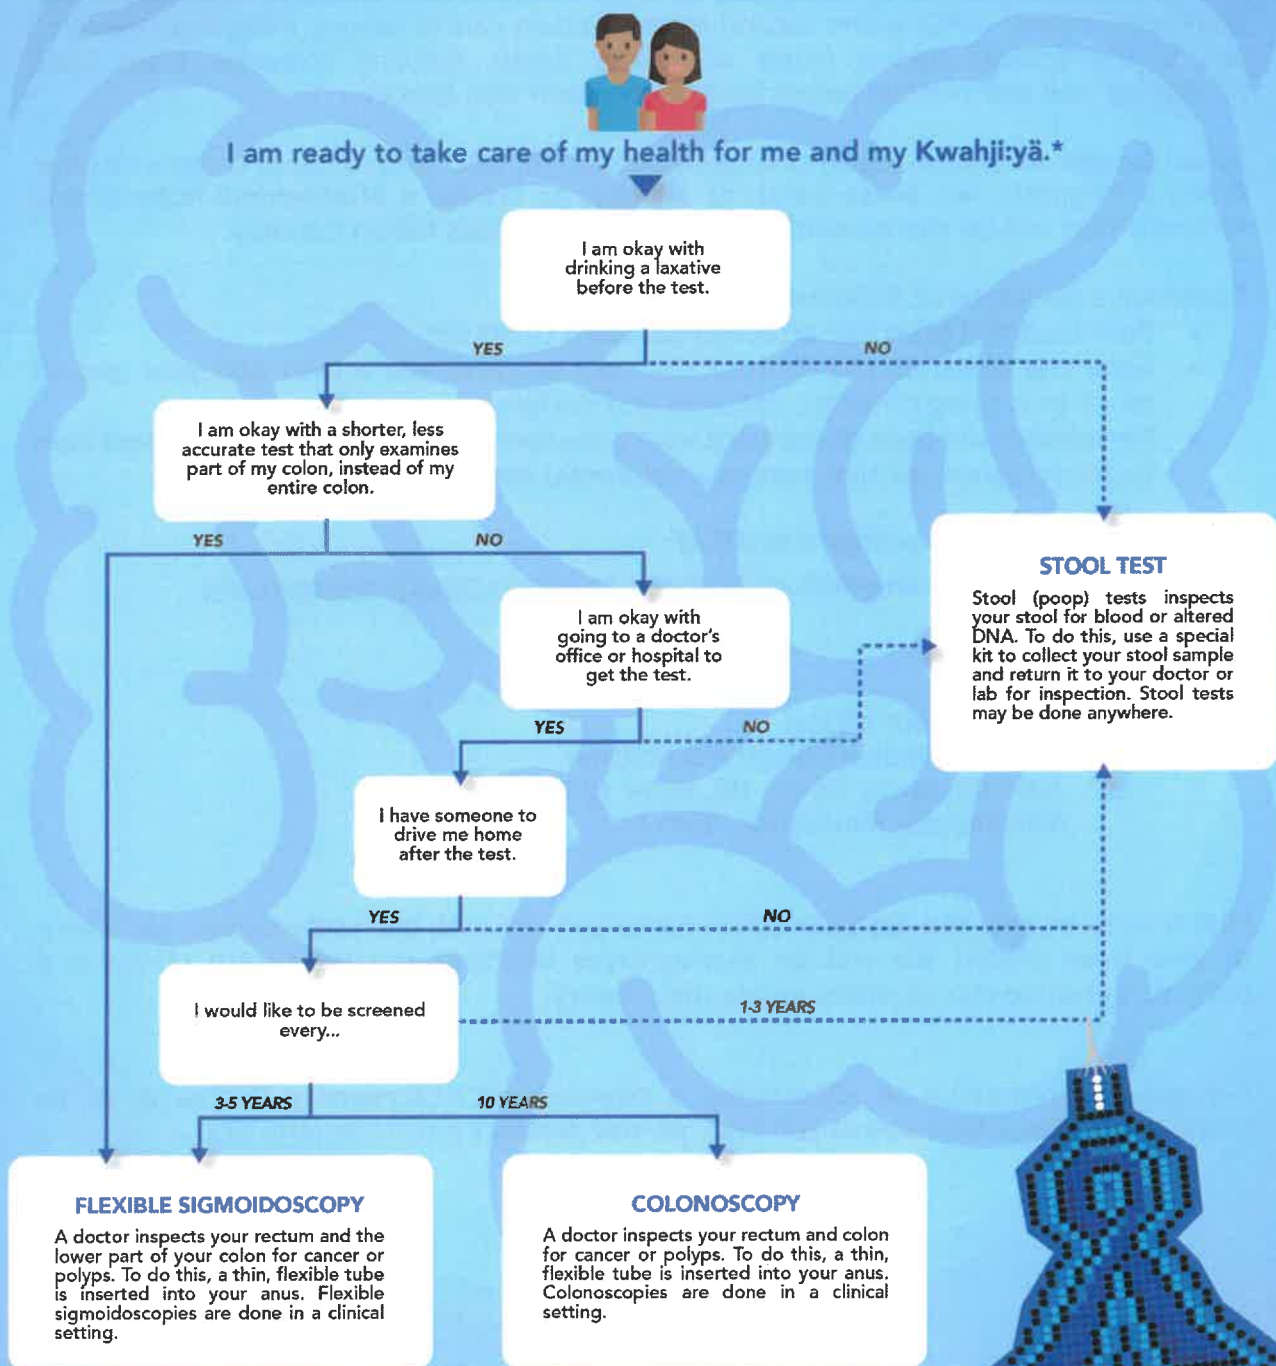 I am ready to take care of my health for me and my Kwahji:yä.*
I am okay with
drinking a laxative
before the test.
YES
NO
I am okay with a shorter, less
accurate test that only examines
part of my colon, instead of my
entire colon.
YES
NO
STOOL TEST
Stool (poop) tests inspects
your stool for blood or altered
DNA. To do this, use a special
kit to collect your stool sample
and return it to your doctor or
lab for inspection. Stool tests
may be done anywhere.
I am okay with
going to a doctor's
office or hospital to
get the test.
YES
NO
I have someone to
drive me home
after the test.
YES
NO
I would like to be screened
every...
1-3 YEARS
3-5 YEARS
10 YEARS
FLEXIBLE SIGMOIDOSCOPY
A doctor inspects your rectum and the
lower part of your colon for cancer or
polyps. To do this, a thin, flexible tube
is inserted into your anus. Flexible
sigmoidoscopies are done in a clinical
setting.
COLONOSCOPY
A doctor inspects your rectum and colon
for cancer or polyps. To do this, a thin,
flexible tube is inserted into your anus.
Colonoscopies are done in a clinical
setting.